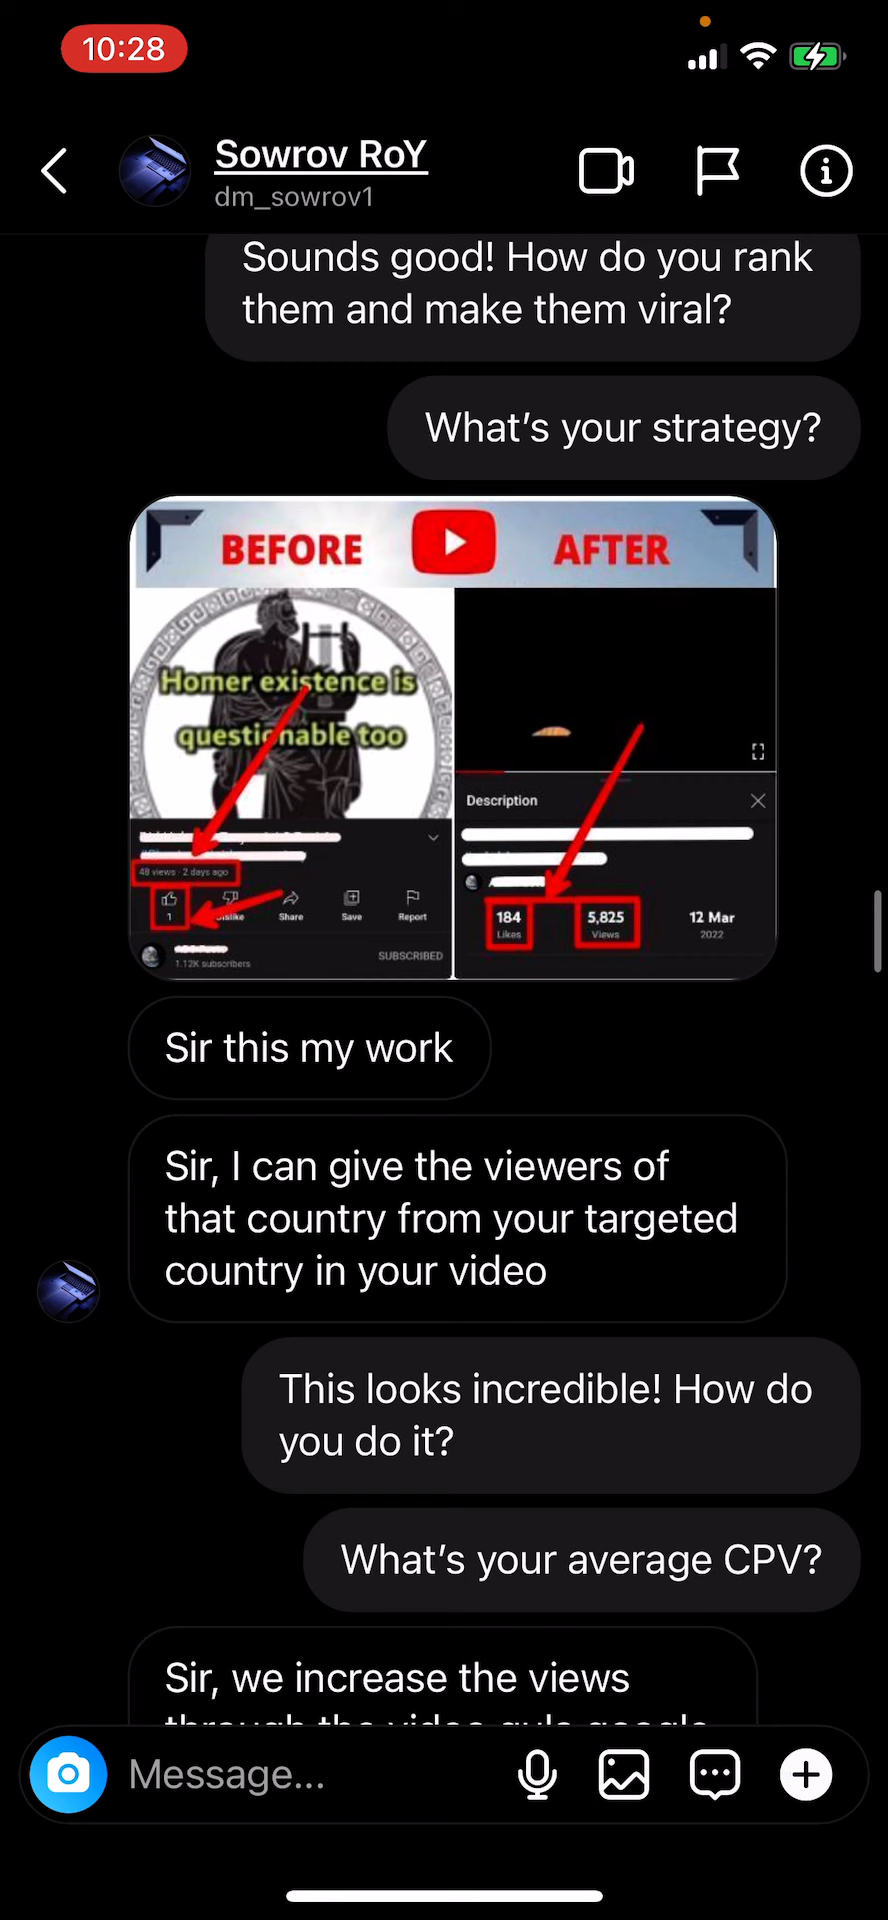 10:28
Sowrov RoY
dm_sowrov1
Sounds good! How do you rank
them and make them viral?
What's your strategy?
BEFORE
AFTER
Homer existence is
questionable too
48 views · 2 days ago
1
Share
Save
Report
1.12K subscribers
SUBSCRIBED
Description
184
Likes
5,825
Views
12 Mar
2022
Sir this my work
Sir, I can give the viewers of
that country from your targeted
country in your video
This looks incredible! How do
you do it?
What's your average CPV?
Sir, we increase the views
through the video
Message...